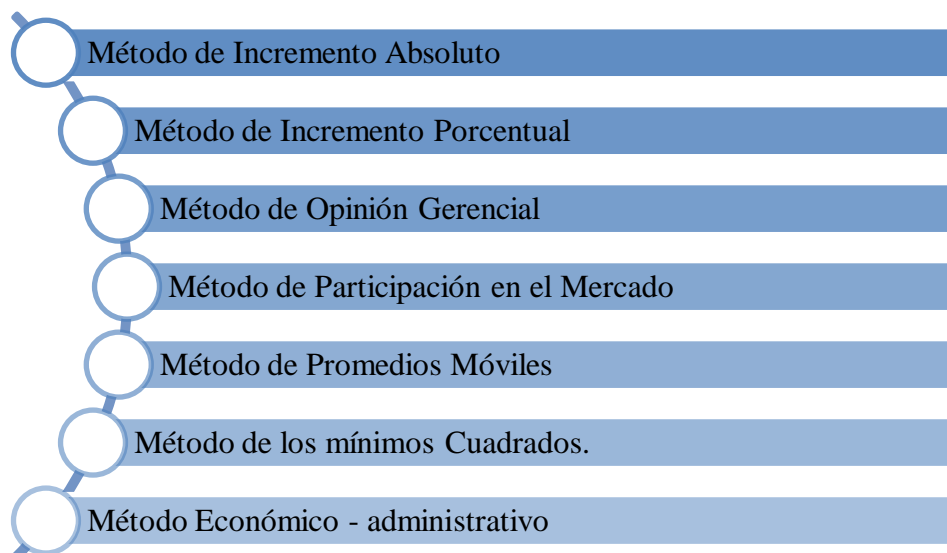 Método de Incremento Absoluto
Método de Incremento Porcentual
Método de Opinión Gerencial
Método de Participación en el Mercado
Método de Promedios Móviles
Método de los mínimos Cuadrados.
Método Económico - administrativo